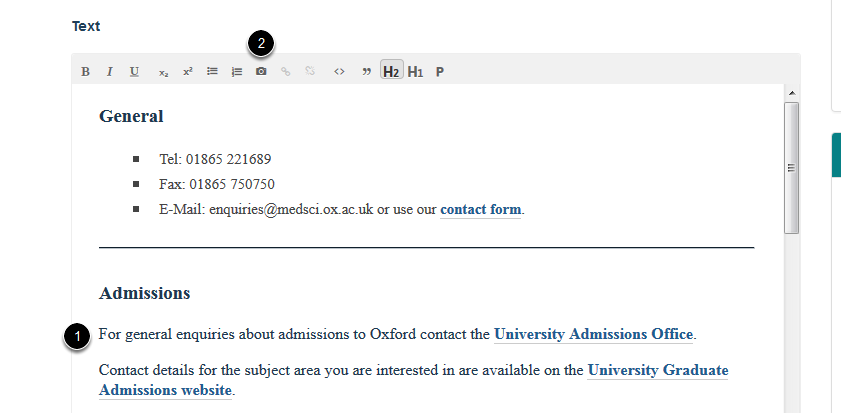 Text
2
B I U x₂ x² <> ” H2 H1 P
General
Tel: 01865 221689
Fax: 01865 750750
E-Mail: enquiries@medsci.ox.ac.uk or use our contact form.
Admissions
1
For general enquiries about admissions to Oxford contact the University Admissions Office.
Contact details for the subject area you are interested in are available on the University Graduate
Admissions website.